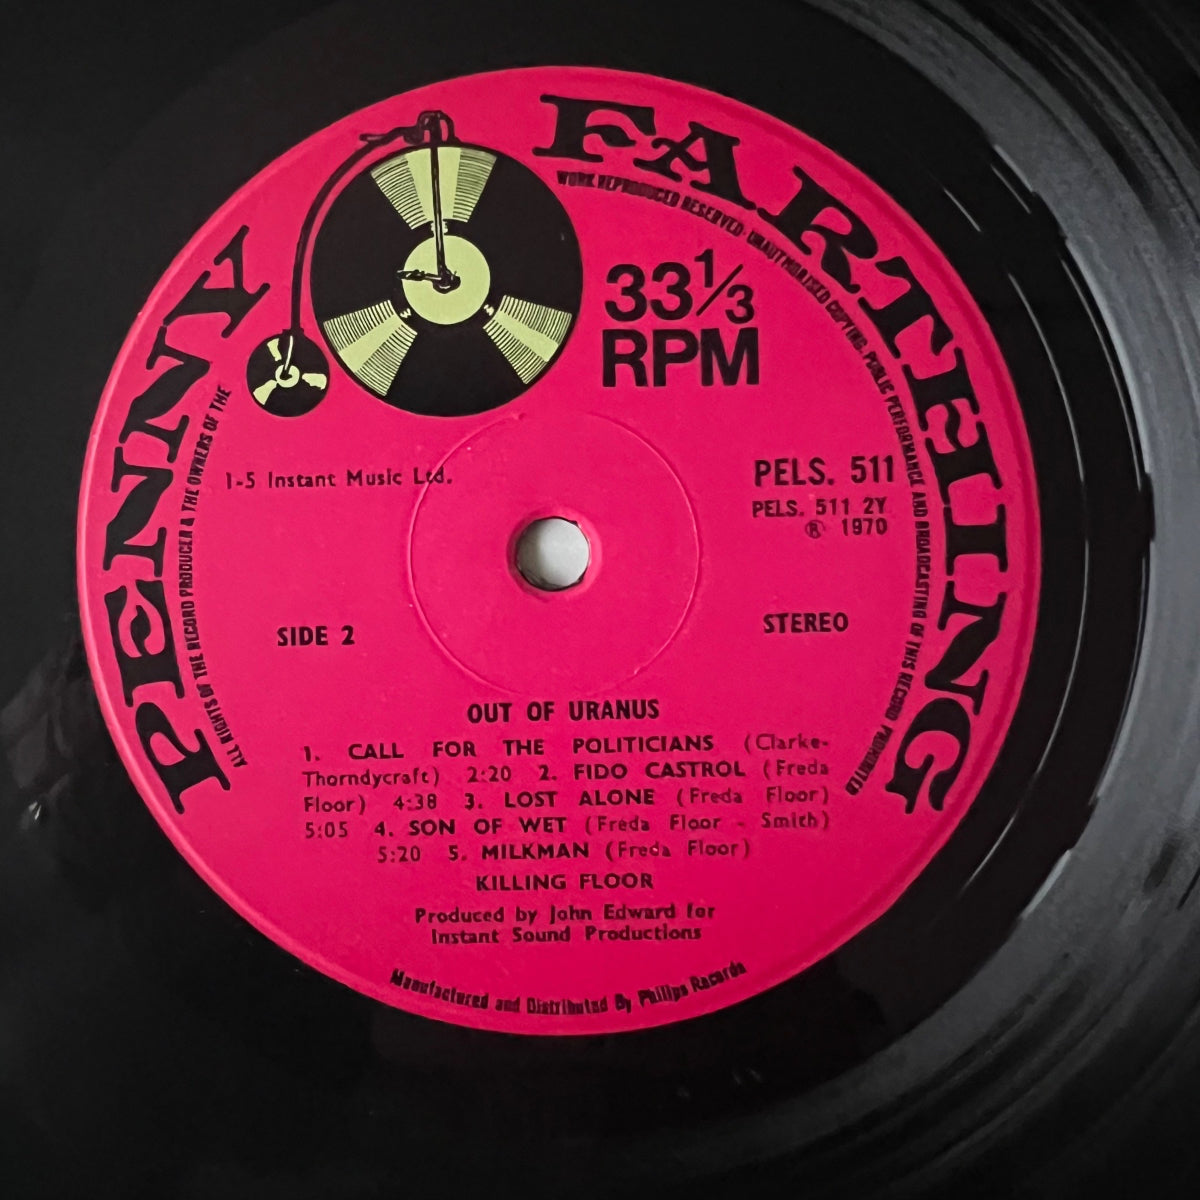 PENNY FARTHING
ALL RIGHTS OF THE RECORD PRODUCER & THE OWNERS OF THE
WORK REPRODUCED RESERVED · UNAUTHORISED COPYING, PUBLIC PERFORMANCE AND BROADCASTING OF THIS RECORD PROHIBITED
33 1/3
RPM
1-5 Instant Music Ltd.
PELS. 511
PELS. 511 2Y
℗ 1970
SIDE 2
STEREO
OUT OF URANUS
1. CALL FOR THE POLITICIANS (Clarke-
Thorndycraft) 2:20 2. FIDO CASTROL (Freda
Floor) 4:38 3. LOST ALONE (Freda Floor)
5:05 4. SON OF WET (Freda Floor - Smith)
5:20 5. MILKMAN (Freda Floor)
KILLING FLOOR
Produced by John Edward for
Instant Sound Productions
Manufactured and Distributed By Philips Records